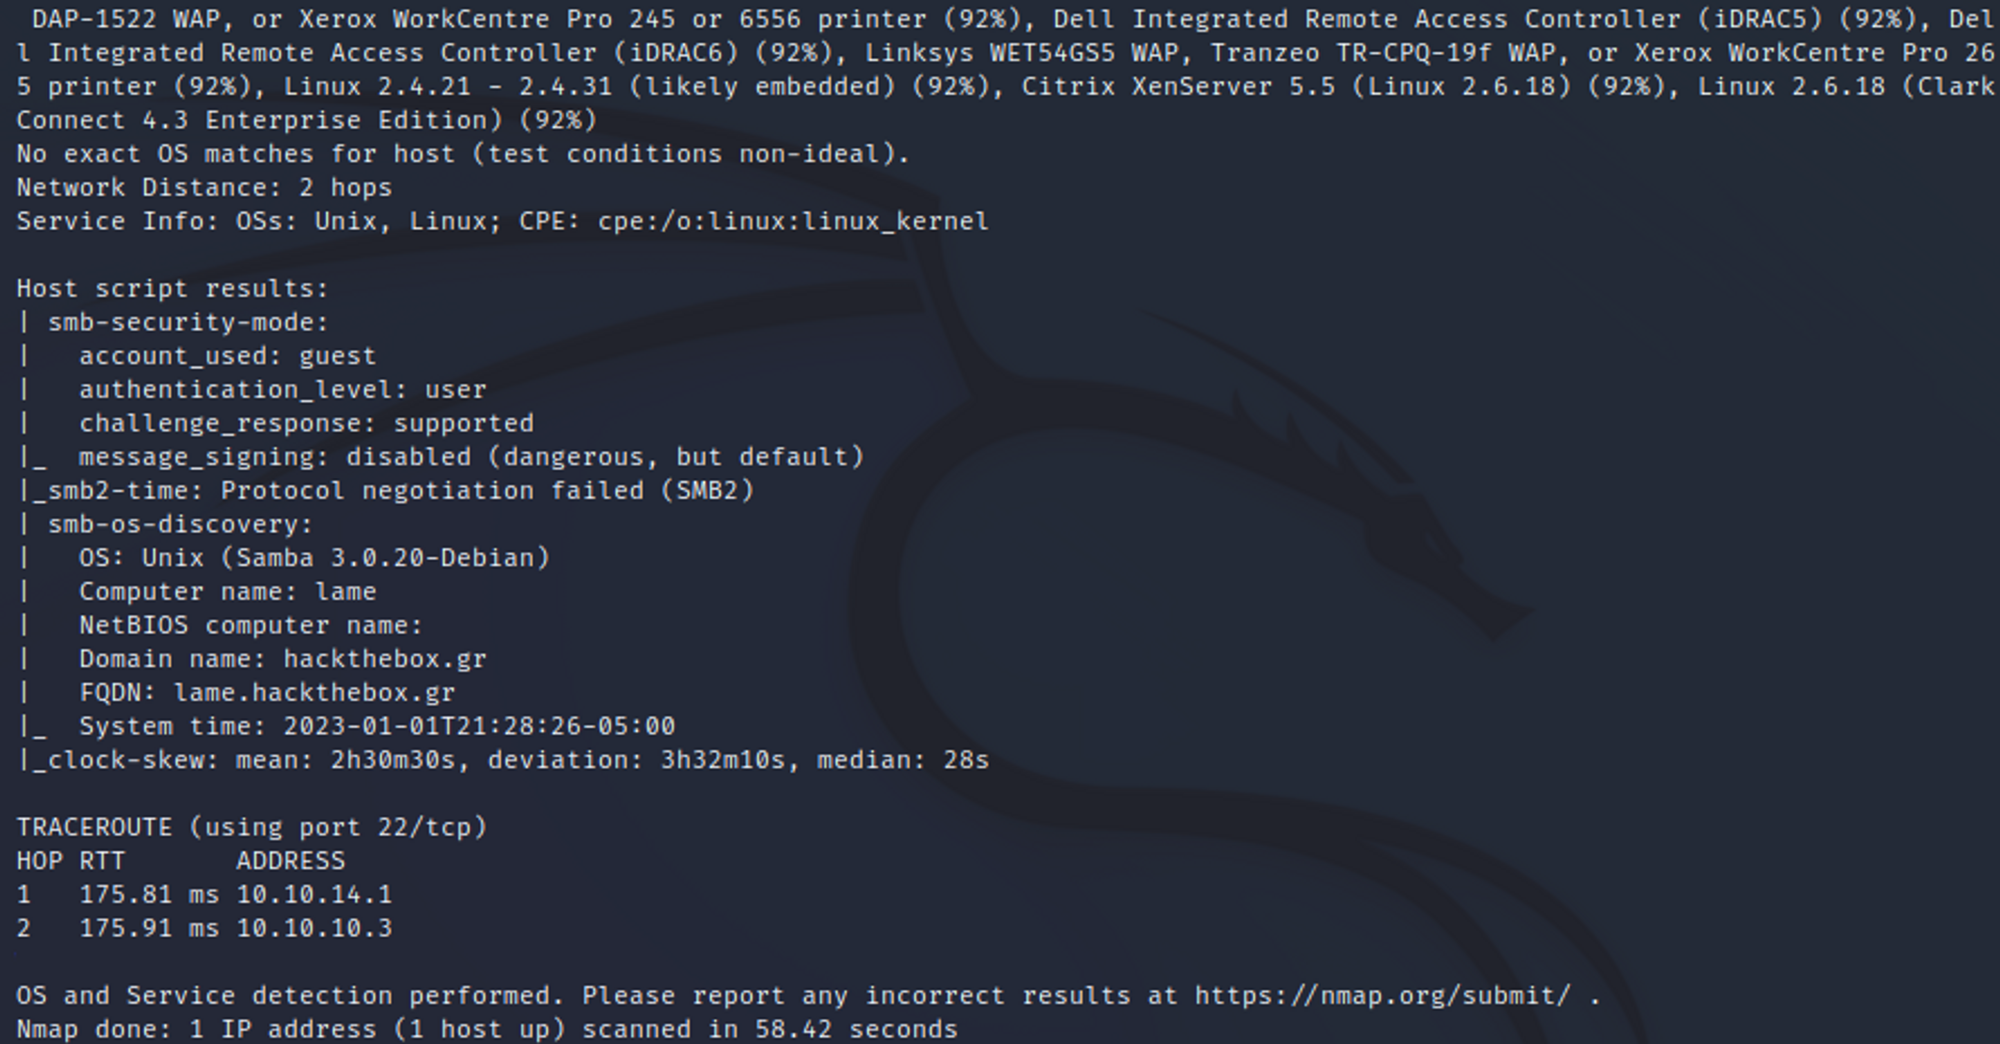 DAP-1522 WAP, or Xerox WorkCentre Pro 245 or 6556 printer (92%), Dell Integrated Remote Access Controller (iDRAC5) (92%), Del
l Integrated Remote Access Controller (iDRAC6) (92%), Linksys WET54GS5 WAP, Tranzeo TR-CPQ-19f WAP, or Xerox WorkCentre Pro 26
5 printer (92%), Linux 2.4.21 - 2.4.31 (likely embedded) (92%), Citrix XenServer 5.5 (Linux 2.6.18) (92%), Linux 2.6.18 (Clark
Connect 4.3 Enterprise Edition) (92%)
No exact OS matches for host (test conditions non-ideal).
Network Distance: 2 hops
Service Info: OSs: Unix, Linux; CPE: cpe:/o:linux:linux_kernel

Host script results:
| smb-security-mode:
|   account_used: guest
|   authentication_level: user
|   challenge_response: supported
|_  message_signing: disabled (dangerous, but default)
|_smb2-time: Protocol negotiation failed (SMB2)
| smb-os-discovery:
|   OS: Unix (Samba 3.0.20-Debian)
|   Computer name: lame
|   NetBIOS computer name:
|   Domain name: hackthebox.gr
|   FQDN: lame.hackthebox.gr
|_  System time: 2023-01-01T21:28:26-05:00
|_clock-skew: mean: 2h30m30s, deviation: 3h32m10s, median: 28s

TRACEROUTE (using port 22/tcp)
HOP RTT       ADDRESS
1   175.81 ms 10.10.14.1
2   175.91 ms 10.10.10.3

OS and Service detection performed. Please report any incorrect results at https://nmap.org/submit/ .
Nmap done: 1 IP address (1 host up) scanned in 58.42 seconds